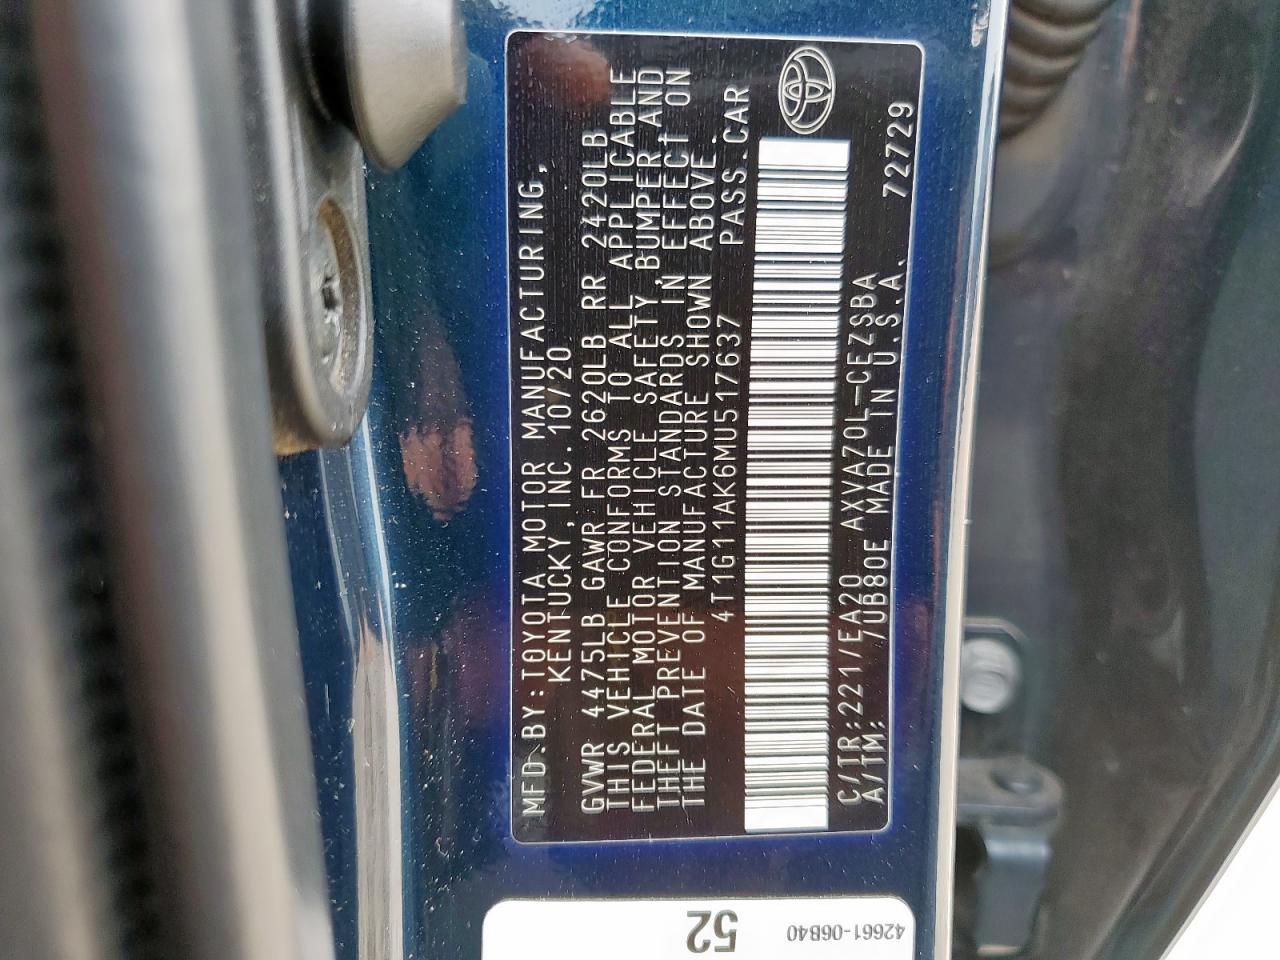 MFD.BY:TOYOTA MOTOR MANUFACTURING,
KENTUCKY,INC. 10/20
GVWR 4475LB GAWR FR 2620LB RR 2420LB
THIS VEHICLE CONFORMS TO ALL APPLICABLE
FEDERAL MOTOR VEHICLE SAFETY,BUMPER AND
THEFT PREVENTION STANDARDS IN EFFECT ON
THE DATE OF MANUFACTURE SHOWN ABOVE.
4T1G11AK6MU517637 PASS.CAR
C/TR:221/EA20 AXVA70L-CEZSBA
A/TM: /UB80E MADE IN U.S.A. 72729
52
42661-06B40